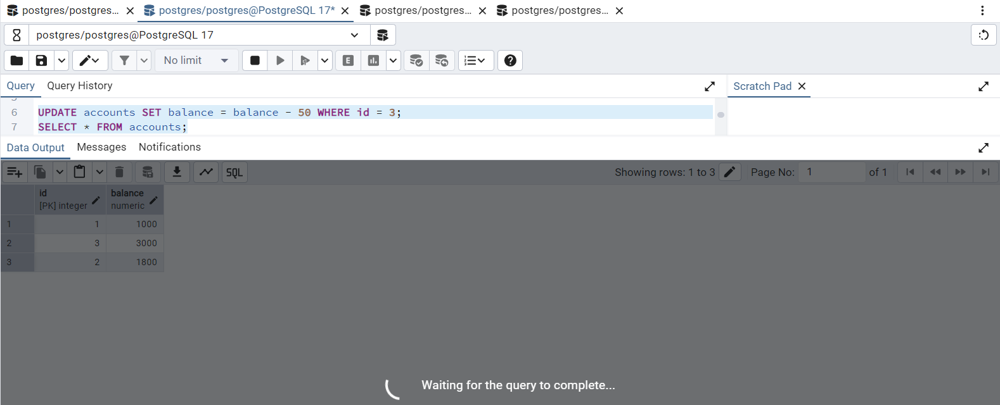 postgres/postgres... postgres/postgres@PostgreSQL 17* postgres/postgres... postgres/postgres...
postgres/postgres@PostgreSQL 17
No limit E
Query Query History Scratch Pad
6 UPDATE accounts SET balance = balance - 50 WHERE id = 3;
7 SELECT * FROM accounts;
Data Output Messages Notifications
SQL Showing rows: 1 to 3 Page No: 1 of 1
id balance
[PK] integer numeric
1 1 1000
2 3 3000
3 2 1800
Waiting for the query to complete...